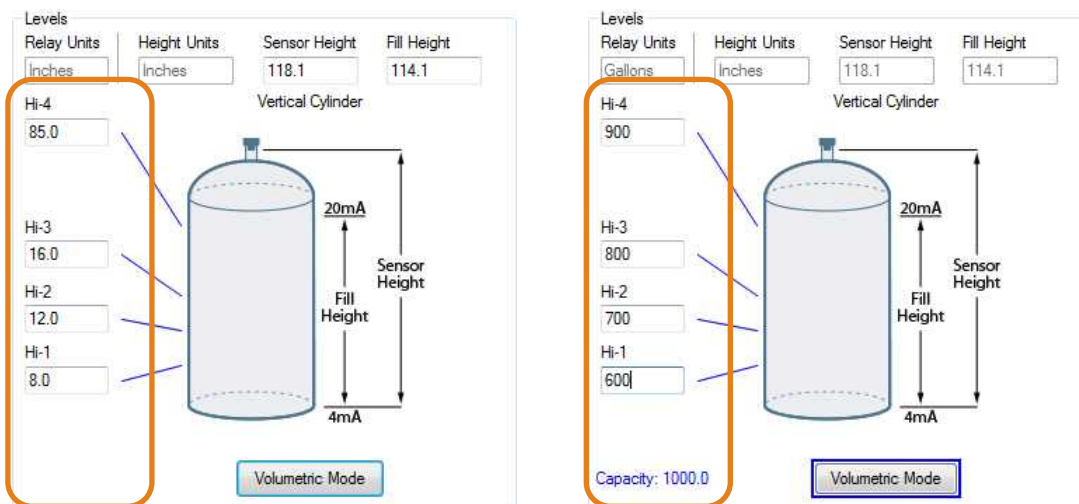 Levels
Relay Units Height Units Sensor Height Fill Height
Inches Inches 118.1 114.1
Hi-4 Vertical Cylinder
85.0
20mA
Hi-3
16.0
Sensor
Height
Hi-2
12.0
Fill
Height
Hi-1
8.0
4mA
Volumetric Mode
Levels
Relay Units Height Units Sensor Height Fill Height
Gallons Inches 118.1 114.1
Hi-4 Vertical Cylinder
900
20mA
Hi-3
800
Sensor
Height
Hi-2
700
Fill
Height
Hi-1
600
4mA
Capacity: 1000.0 Volumetric Mode